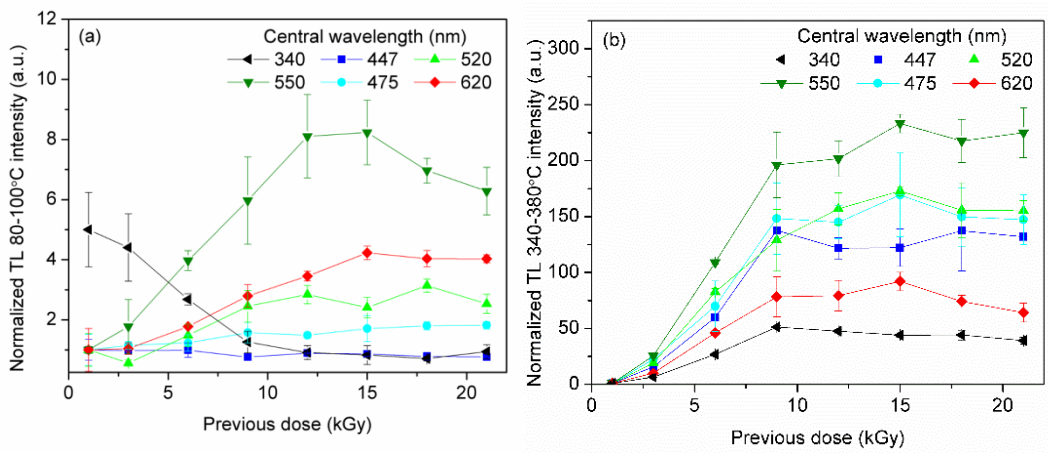 (a)
Central wavelength (nm)
340 447 520
550 475 620
Normalized TL 80-100°C intensity (a.u.)
12
10
8
6
4
2
0 5 10 15 20
Previous dose (kGy)
(b)
Central wavelength (nm)
340 447 520
550 475 620
Normalized TL 340-380°C intensity (a.u.)
300
250
200
150
100
50
0
0 5 10 15 20
Previous dose (kGy)